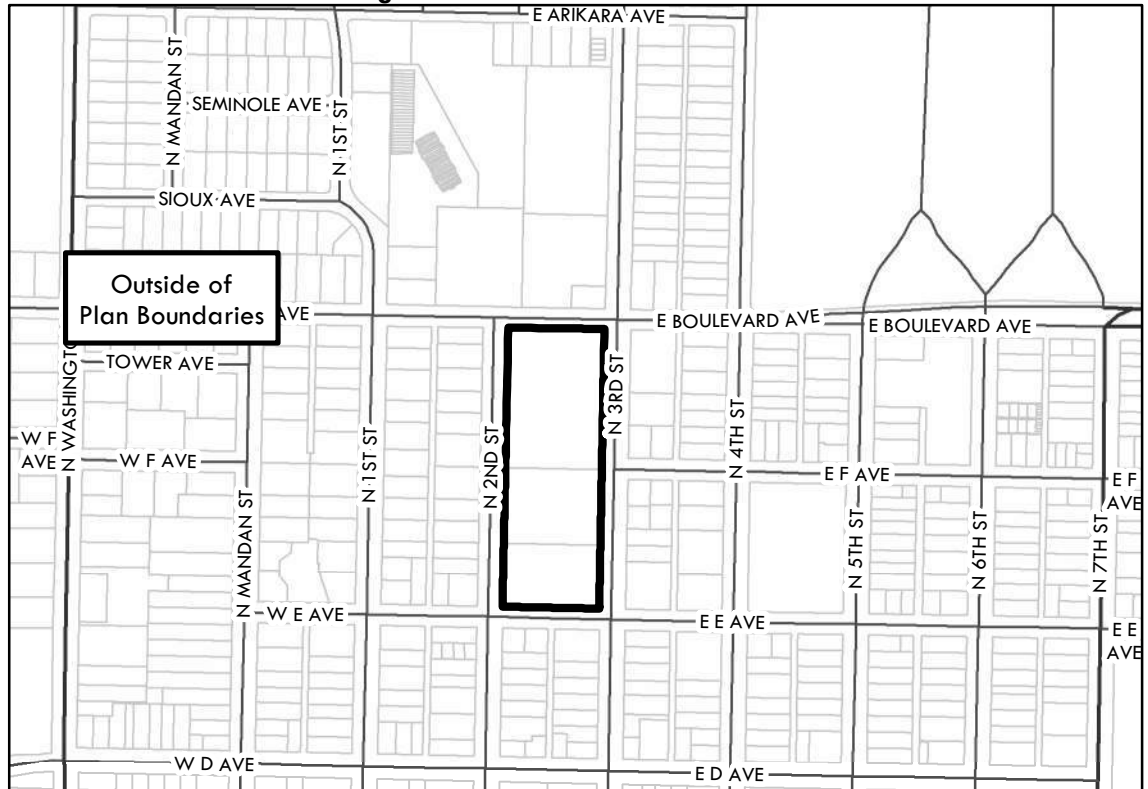 E ARIKARA AVE
N MANDAN ST
SEMINOLE AVE
N 1ST ST
SIOUX AVE
Outside of
Plan Boundaries
AVE
E BOULEVARD AVE
E BOULEVARD AVE
TOWER AVE
N WASHINGTO
N 3RD ST
W F
AVE
W F AVE
N 1 ST ST
N 2ND ST
N 4TH ST
E F AVE
E F
AVE
N MANDAN ST
N 5TH ST
N 6TH ST
N 7TH ST
W E AVE
E E AVE
E E
AVE
W D AVE
E D AVE